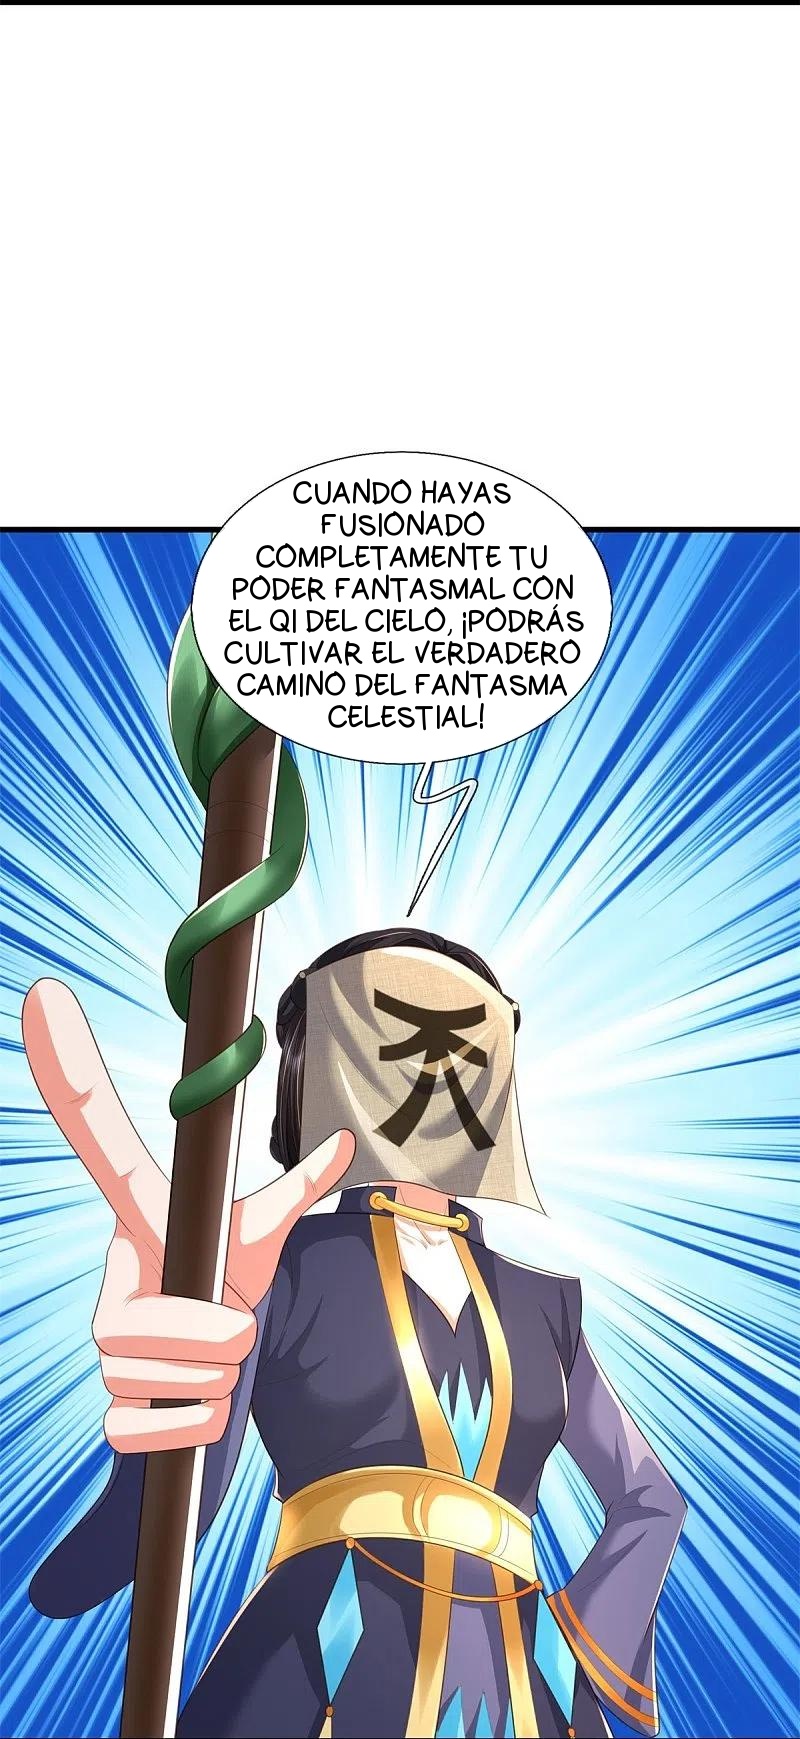 CUANDO HAYAS
FUSIONADO
COMPLETAMENTE TU
PODER FANTASMAL CON
EL QI DEL CIELO, ¡PODRÁS
CULTIVAR EL VERDADERO
CAMINO DEL FANTASMA
CELESTIAL!